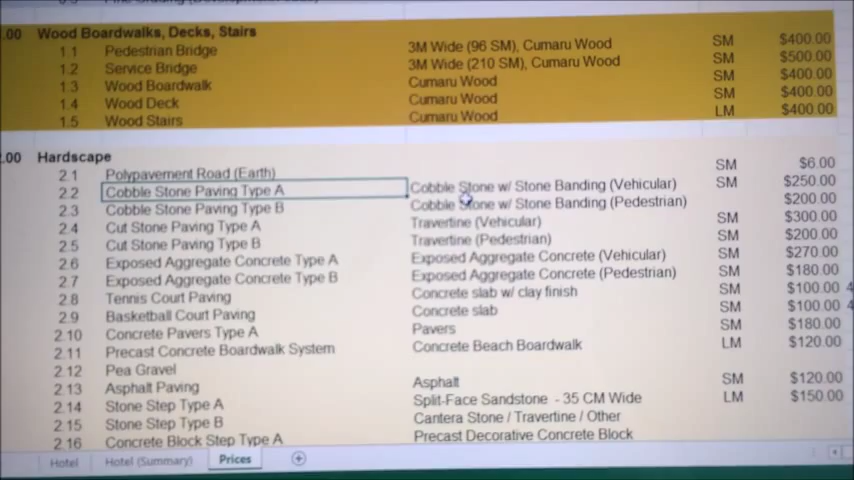 .00 Wood Boardwalks, Decks, Stairs
1.1 Pedestrian Bridge 3M Wide (96 SM), Cumaru Wood SM $400.00
1.2 Service Bridge 3M Wide (210 SM), Cumaru Wood SM $500.00
1.3 Wood Boardwalk Cumaru Wood SM $400.00
1.4 Wood Deck Cumaru Wood SM $400.00
1.5 Wood Stairs Cumaru Wood LM $400.00
.00 Hardscape
2.1 Polypavement Road (Earth) SM $6.00
2.2 Cobble Stone Paving Type A Cobble Stone w/ Stone Banding (Vehicular) SM $250.00
2.3 Cobble Stone Paving Type B Cobble Stone w/ Stone Banding (Pedestrian) $200.00
2.4 Cut Stone Paving Type A Travertine (Vehicular) SM $300.00
2.5 Cut Stone Paving Type B Travertine (Pedestrian) SM $200.00
2.6 Exposed Aggregate Concrete Type A Exposed Aggregate Concrete (Vehicular) SM $270.00
2.7 Exposed Aggregate Concrete Type B Exposed Aggregate Concrete (Pedestrian) SM $180.00
2.8 Tennis Court Paving Concrete slab w/ clay finish SM $100.00 4
2.9 Basketball Court Paving Concrete slab SM $100.00 4
2.10 Concrete Pavers Type A Pavers SM $180.00
2.11 Precast Concrete Boardwalk System Concrete Beach Boardwalk LM $120.00
2.12 Pea Gravel
2.13 Asphalt Paving Asphalt SM $120.00
2.14 Stone Step Type A Split-Face Sandstone - 35 CM Wide LM $150.00
2.15 Stone Step Type B Cantera Stone / Travertine / Other
2.16 Concrete Block Step Type A Precast Decorative Concrete Block
Hotel Hotel (Summary) Prices